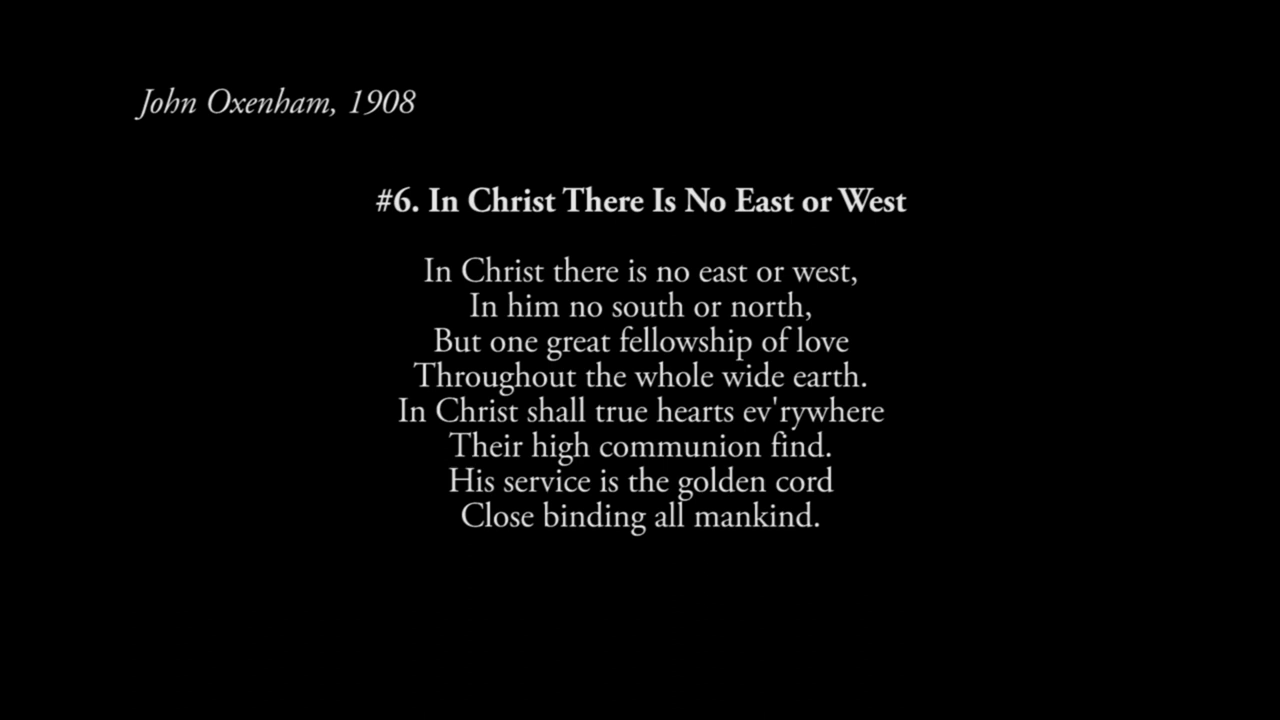 John Oxenham, 1908
#6. In Christ There Is No East or West
In Christ there is no east or west,
In him no south or north,
But one great fellowship of love
Throughout the whole wide earth.
In Christ shall true hearts ev'rywhere
Their high communion find.
His service is the golden cord
Close binding all mankind.